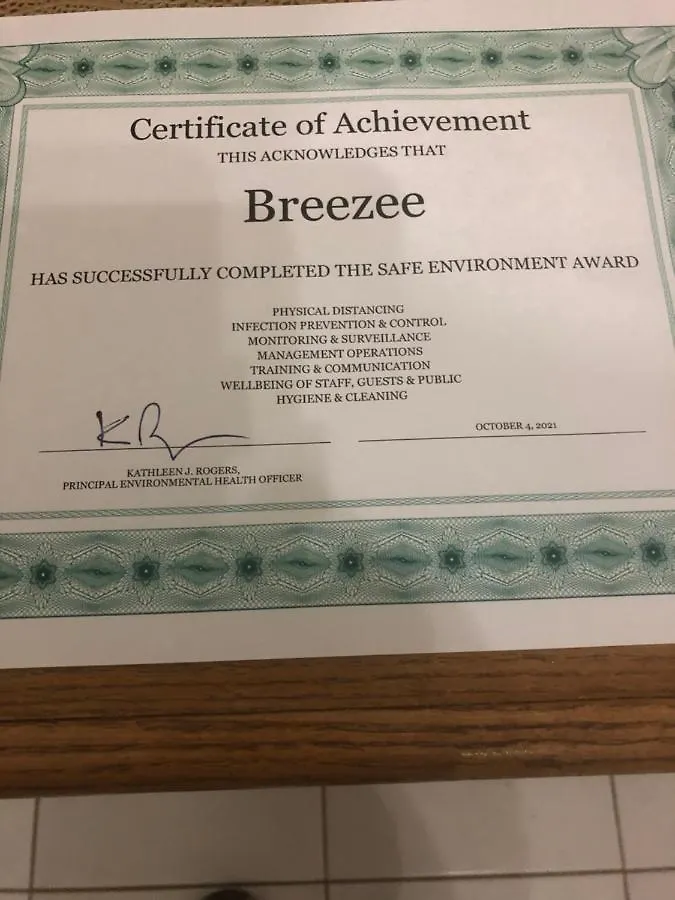 Certificate of Achievement
THIS ACKNOWLEDGES THAT
Breezee
HAS SUCCESSFULLY COMPLETED THE SAFE ENVIRONMENT AWARD
PHYSICAL DISTANCING
INFECTION PREVENTION & CONTROL
MONITORING & SURVEILLANCE
MANAGEMENT OPERATIONS
TRAINING & COMMUNICATION
WELLBEING OF STAFF, GUESTS & PUBLIC
HYGIENE & CLEANING
KR
OCTOBER 4, 2021
KATHLEEN J. ROGERS,
PRINCIPAL ENVIRONMENTAL HEALTH OFFICER